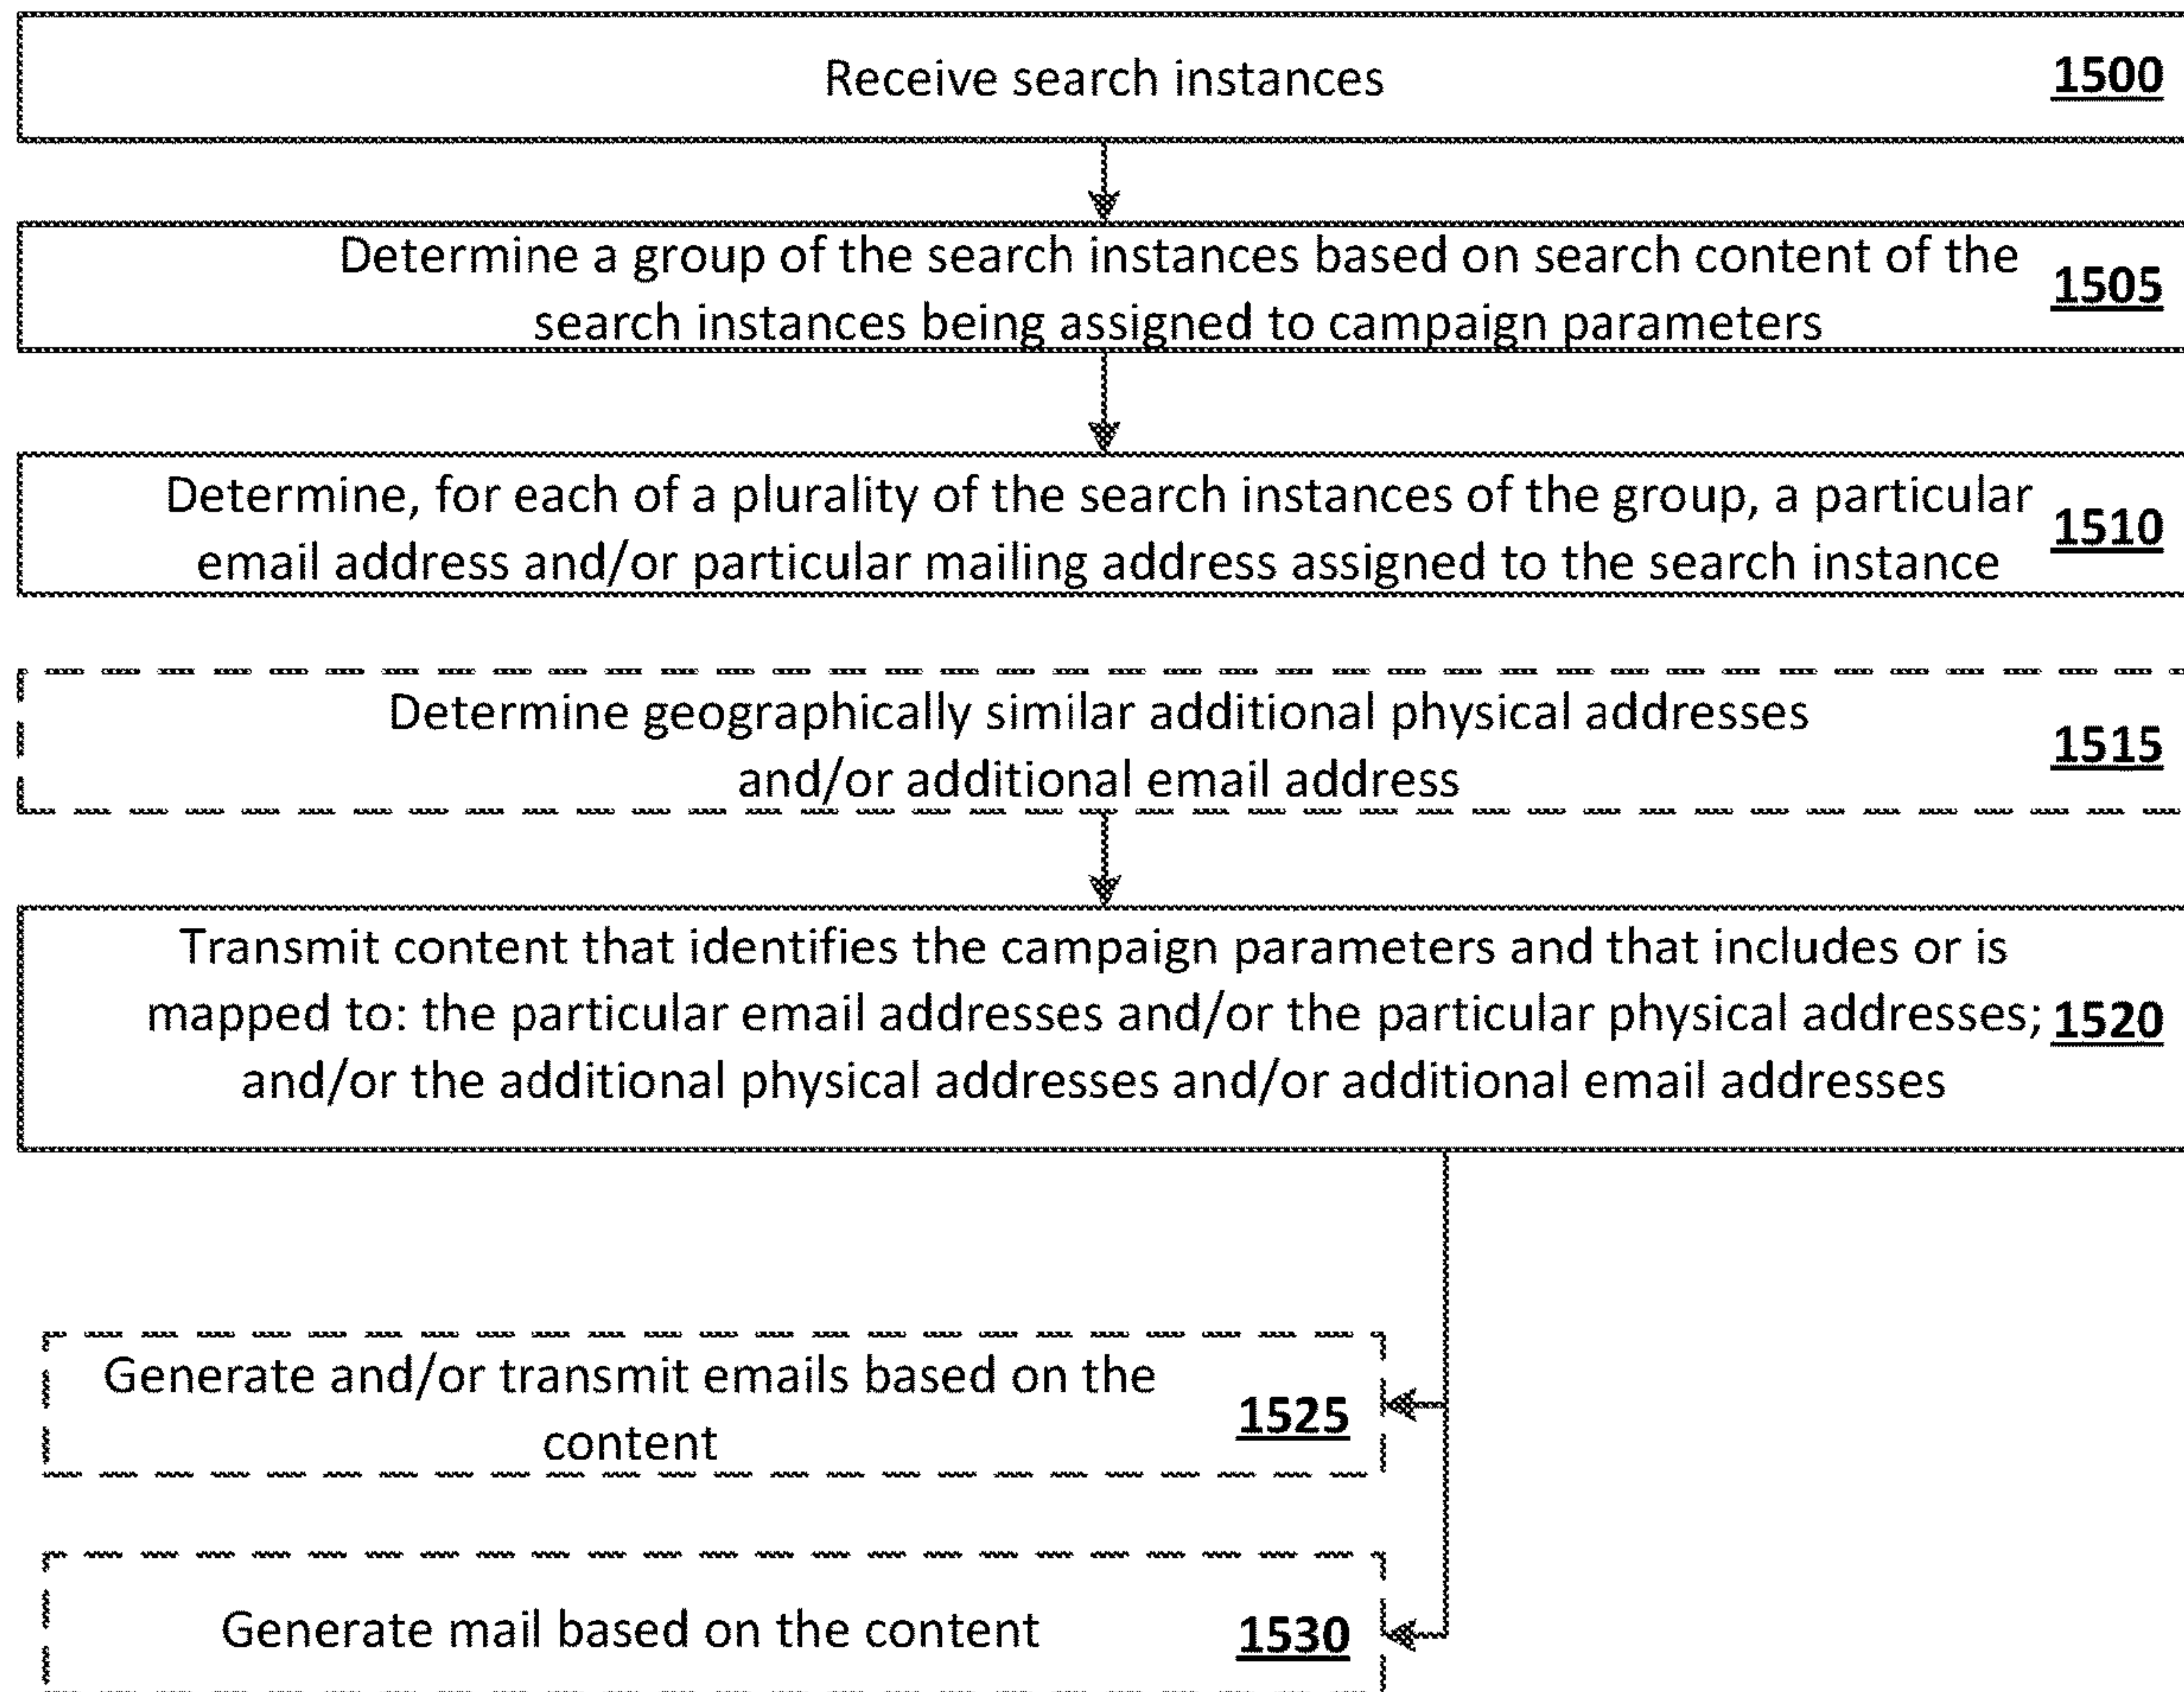 Receive search instances
1500
Determine a group of the search instances based on search content of the
search instances being assigned to campaign parameters
1505
Determine, for each of a plurality of the search instances of the group, a particular
email address and/or particular mailing address assigned to the search instance
1510
Determine geographically similar additional physical addresses
and/or additional email address
1515
Transmit content that identifies the campaign parameters and that includes or is
mapped to: the particular email addresses and/or the particular physical addresses;
and/or the additional physical addresses and/or additional email addresses
1520
Generate and/or transmit emails based on the
content
1525
Generate mail based on the content
1530